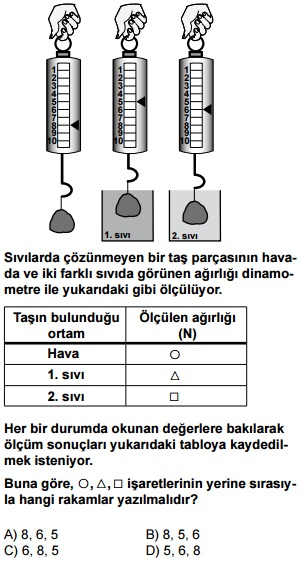 1 1 1
2 2 2
3 3 3
4 4 4
5 5 5
6 6 6
7 7 7
8 8 8
9 9 9
10 10 10
1. sıvı 2. sıvı
Sıvılarda çözünmeyen bir taş parçasının hava-
da ve iki farklı sıvıda görünen ağırlığı dinamo-
metre ile yukarıdaki gibi ölçülüyor.
Taşın bulunduğu Ölçülen ağırlığı
ortam (N)
Hava ○
1. sıvı △
2. sıvı □
Her bir durumda okunan değerlere bakılarak
ölçüm sonuçları yukarıdaki tabloya kaydedil-
mek isteniyor.
Buna göre, ○, △, □ işaretlerinin yerine sırasıy-
la hangi rakamlar yazılmalıdır?
A) 8, 6, 5 B) 8, 5, 6
C) 6, 8, 5 D) 5, 6, 8